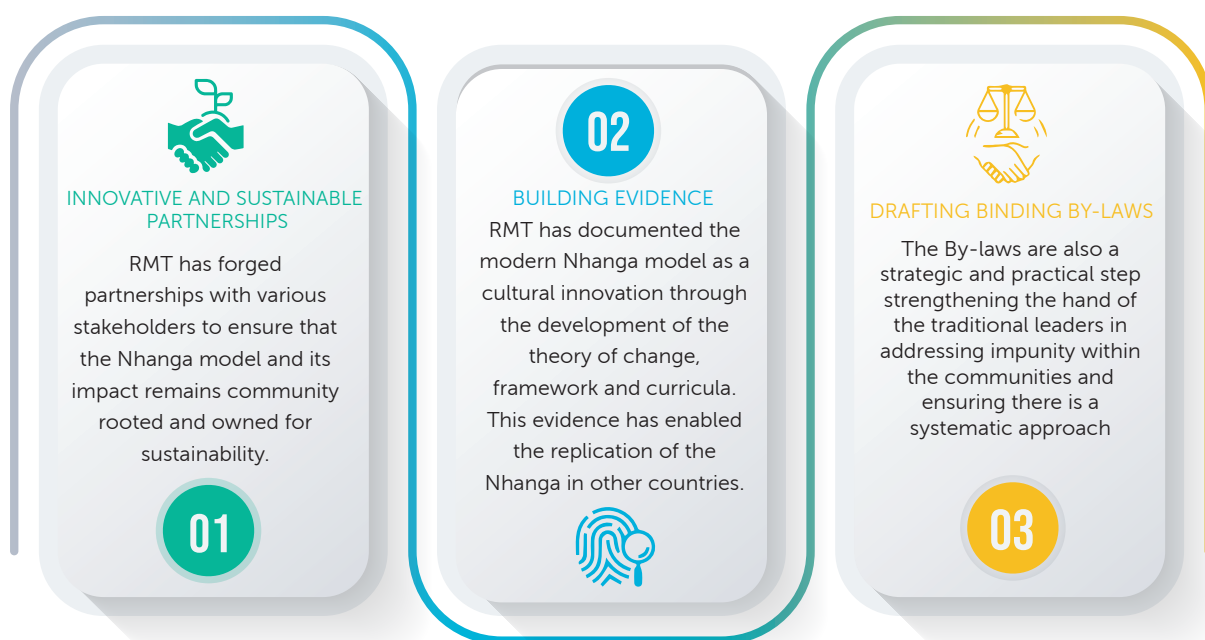 INNOVATIVE AND SUSTAINABLE
PARTNERSHIPS
RMT has forged
partnerships with various
stakeholders to ensure that
the Nhanga model and its
impact remains community
rooted and owned for
sustainability.
01
02
BUILDING EVIDENCE
RMT has documented the
modern Nhanga model as a
cultural innovation through
the development of the
theory of change,
framework and curricula.
This evidence has enabled
the replication of the
Nhanga in other countries.
DRAFTING BINDING BY-LAWS
The By-laws are also a
strategic and practical step
strengthening the hand of
the traditional leaders in
addressing impunity within
the communities and
ensuring there is a
systematic approach
03